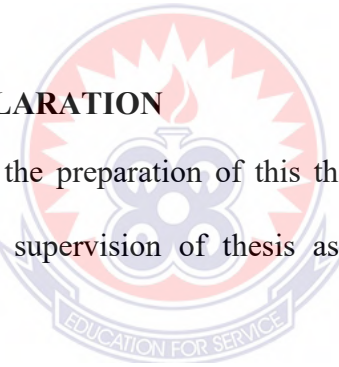 LARATION
the preparation of this th
supervision of thesis as
EDUCATION FOR SERVICE